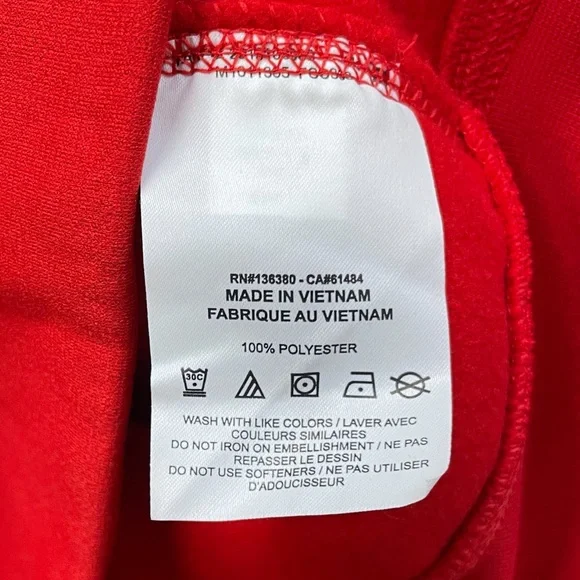 RN#136380 - CA#61484
MADE IN VIETNAM
FABRIQUE AU VIETNAM
100% POLYESTER
30C
WASH WITH LIKE COLORS / LAVER AVEC
COULEURS SIMILAIRES
DO NOT IRON ON EMBELLISHMENT / NE PAS
REPASSER LE DESSIN
DO NOT USE SOFTENERS / NE PAS UTILISER
D'ADOUCISSEUR